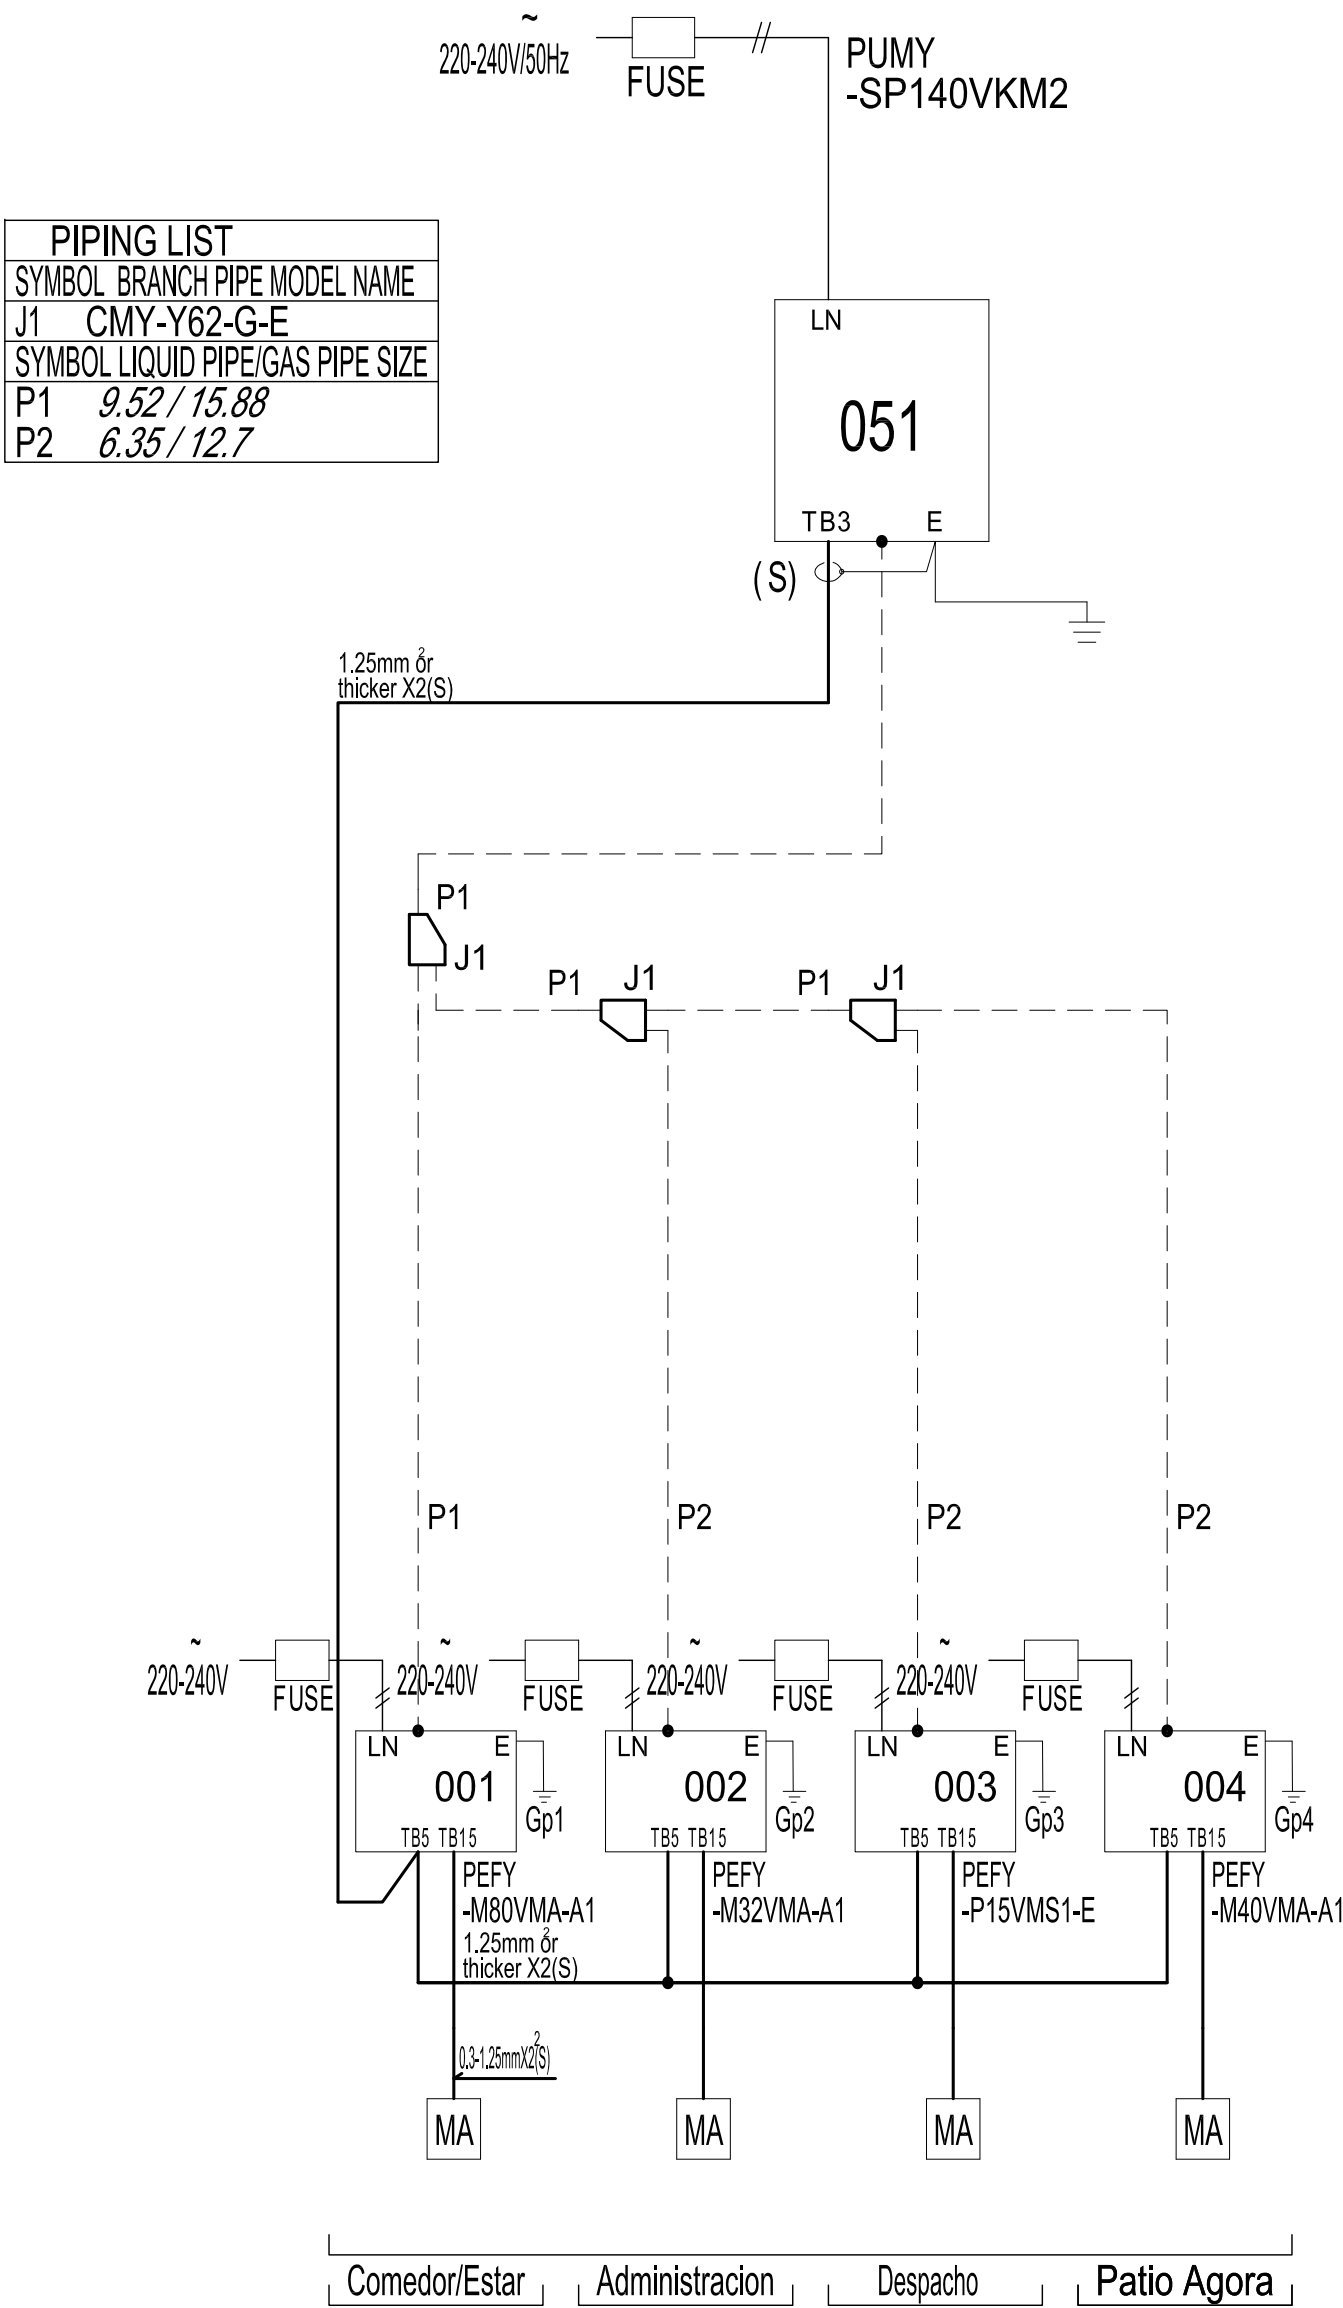 ~
220-240V/50Hz
FUSE
PUMY
-SP140VKM2
PIPING LIST
SYMBOL BRANCH PIPE MODEL NAME
J1 CMY-Y62-G-E
SYMBOL LIQUID PIPE/GAS PIPE SIZE
P1 9.52 / 15.88
P2 6.35 / 12.7
LN
051
TB3 E
(S)
1.25mm2 or
thicker X2(S)
P1
J1
P1 J1
P1 J1
P1 P2 P2 P2
~ ~ ~ ~
220-240V 220-240V 220-240V 220-240V
FUSE FUSE FUSE FUSE
LN E LN E LN E LN E
001 002 003 004
Gp1 Gp2 Gp3 Gp4
TB5 TB15 TB5 TB15 TB5 TB15 TB5 TB15
PEFY PEFY PEFY PEFY
-M80VMA-A1 -M32VMA-A1 -P15VMS1-E -M40VMA-A1
1.25mm2 or
thicker X2(S)
0.3-1.25mmX2(S)2
MA MA MA MA
Comedor/Estar Administracion Despacho Patio Agora